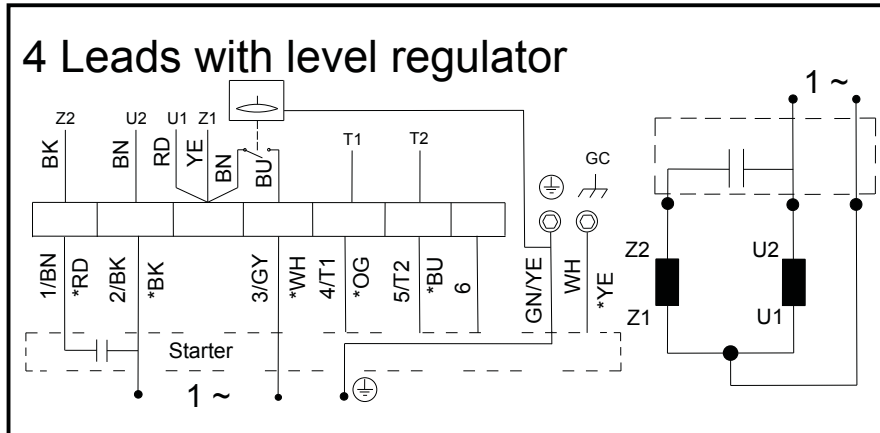 4 Leads with level regulator
1 ~
Z2 U2 U1 Z1 T1 T2
GC
BK BN RD YE BN BU
Z2 U2
Z1 U1
1/BN *RD 2/BK *BK 3/GY *WH 4/T1 *OG 5/T2 *BU 6 GN/YE WH *YE
Starter
1 ~